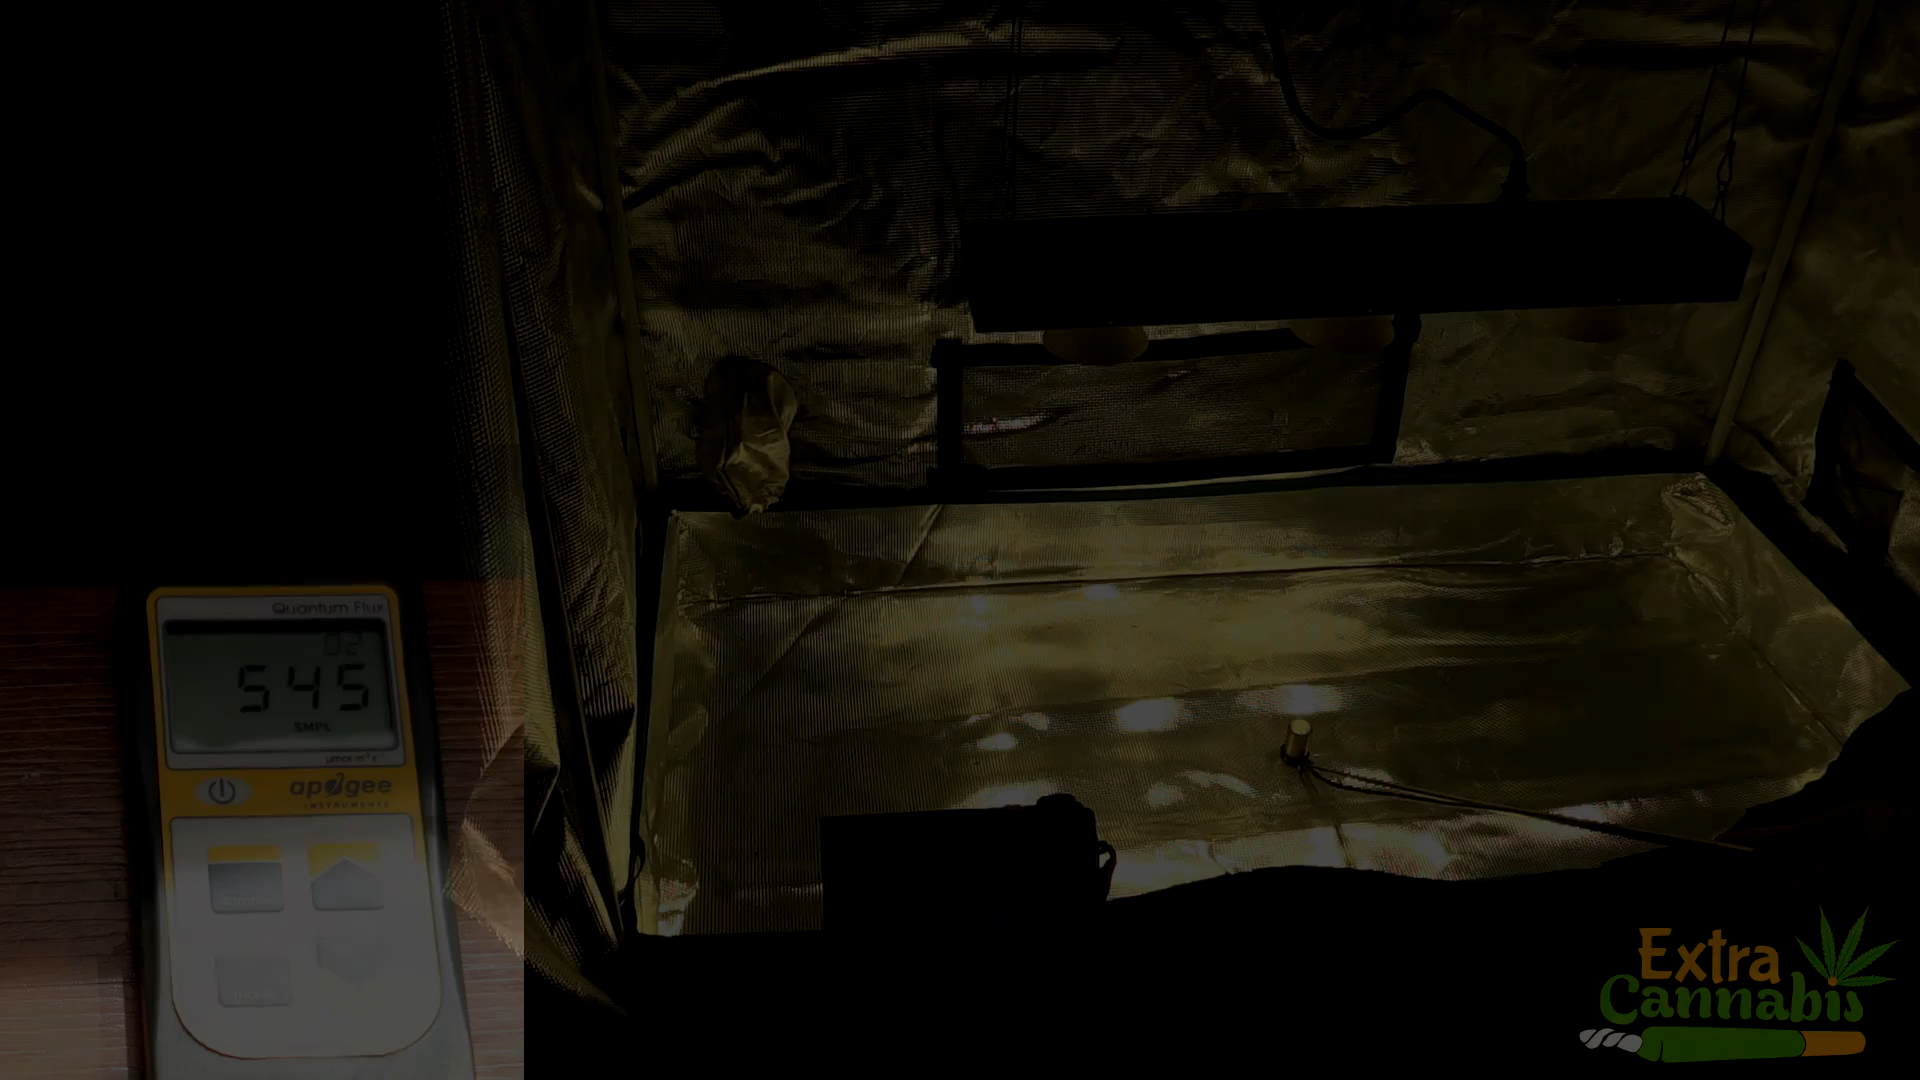 Quantum Flux
02
545
SMPL
apogee
INSTRUMENTS
Extra
Cannabis